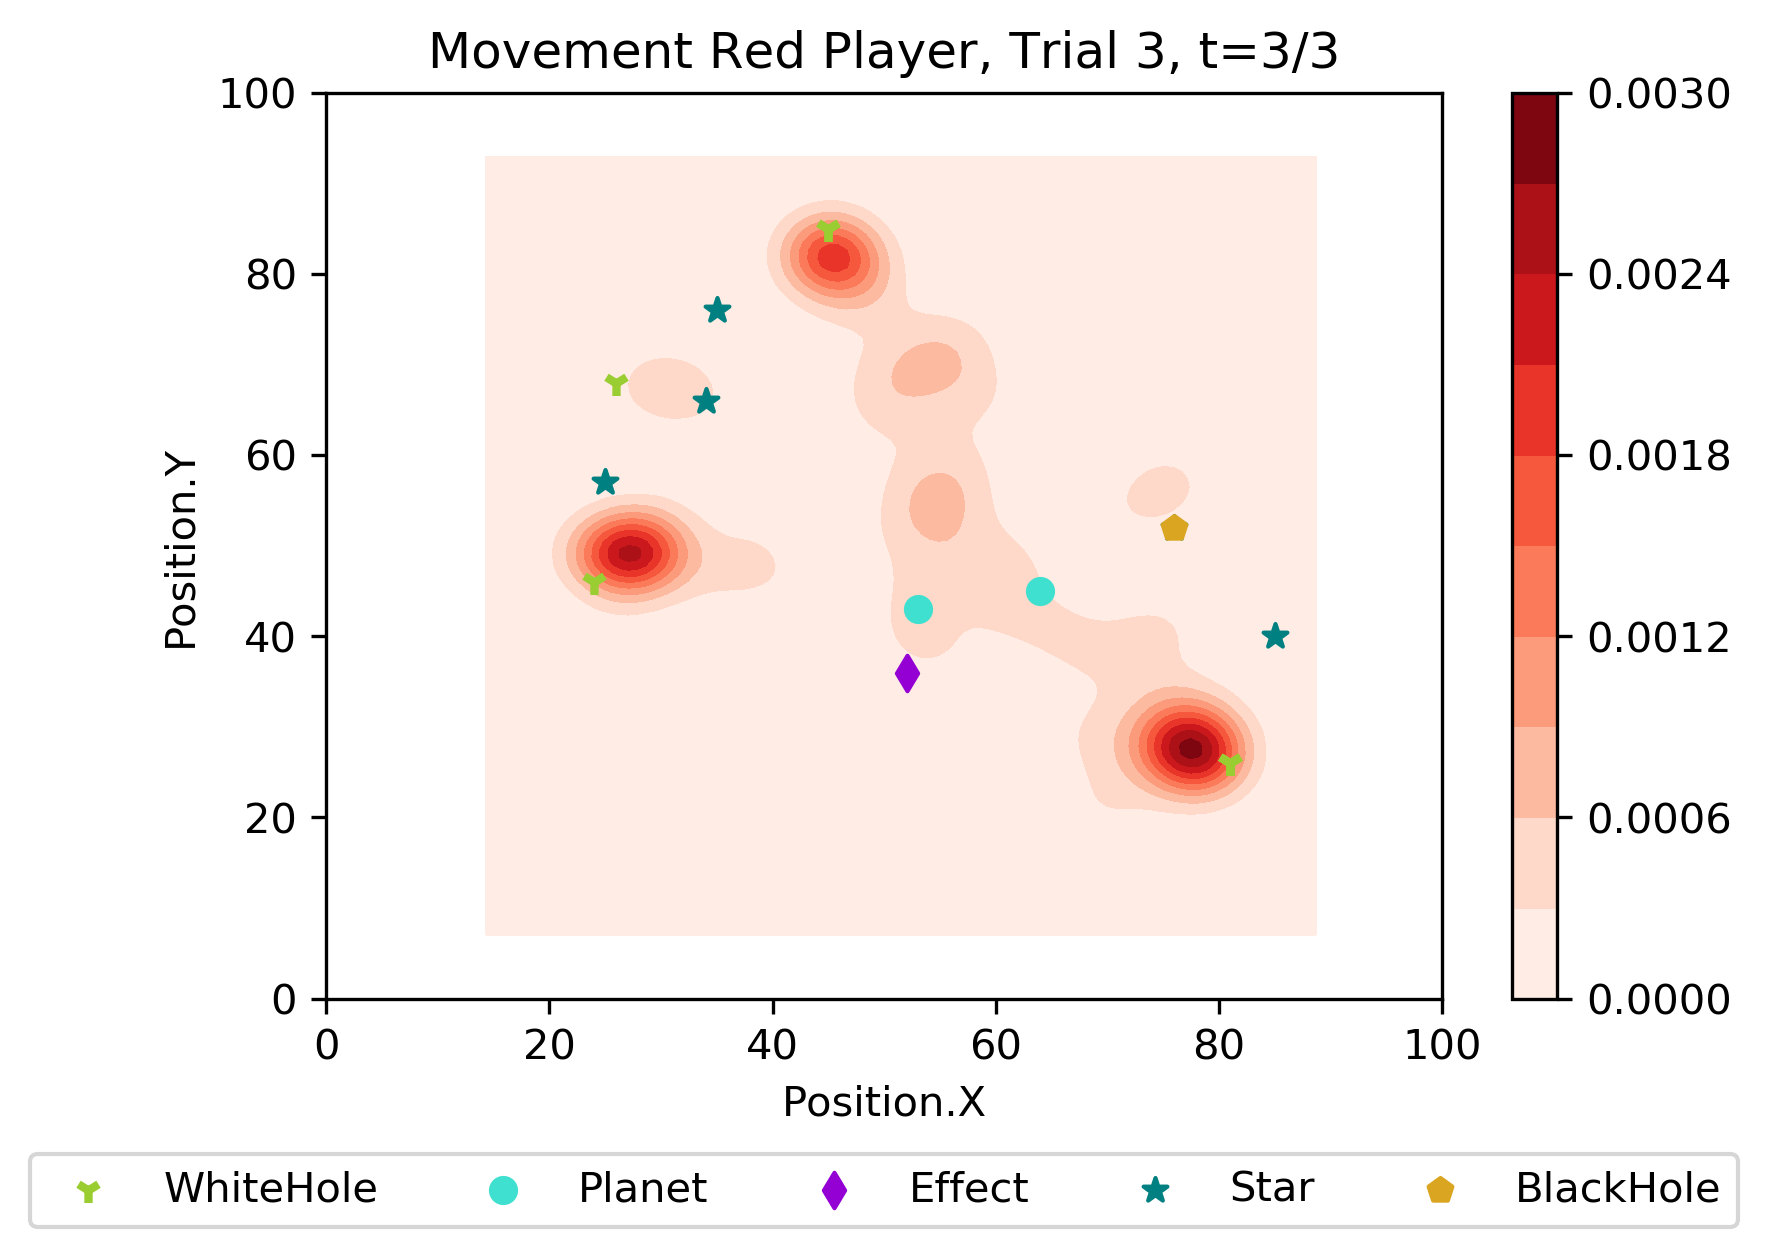 Movement Red Player, Trial 3, t=3/3
100
80
60
40
20
0
Position.Y
0 20 40 60 80 100
Position.X
0.0030
0.0024
0.0018
0.0012
0.0006
0.0000
WhiteHole Planet Effect Star BlackHole